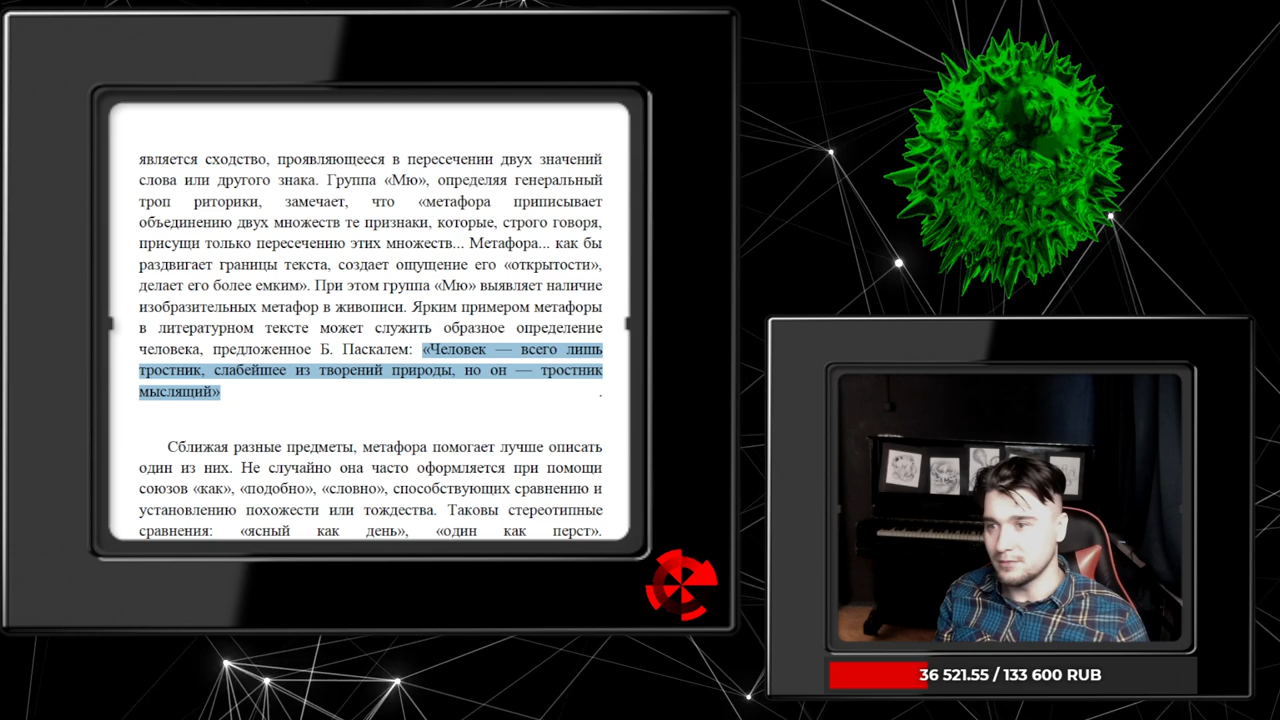 является сходство, проявляющееся в пересечении двух значений
слова или другого знака. Группа «Мю», определяя генеральный
троп риторики, замечает, что «метафора приписывает
объединению двух множеств те признаки, которые, строго говоря,
присущи только пересечению этих множеств... Метафора... как бы
раздвигает границы текста, создает ощущение его «открытости»,
делает его более емким». При этом группа «Мю» выявляет наличие
изобразительных метафор в живописи. Ярким примером метафоры
в литературном тексте может служить образное определение
человека, предложенное Б. Паскалем: «Человек — всего лишь
тростник, слабейшее из творений природы, но он — тростник
мыслящий» .
Сближая разные предметы, метафора помогает лучше описать
один из них. Не случайно она часто оформляется при помощи
союзов «как», «подобно», «словно», способствующих сравнению и
установлению похожести или тождества. Таковы стереотипные
сравнения: «ясный как день», «один как перст».
36 521.55 / 133 600 RUB